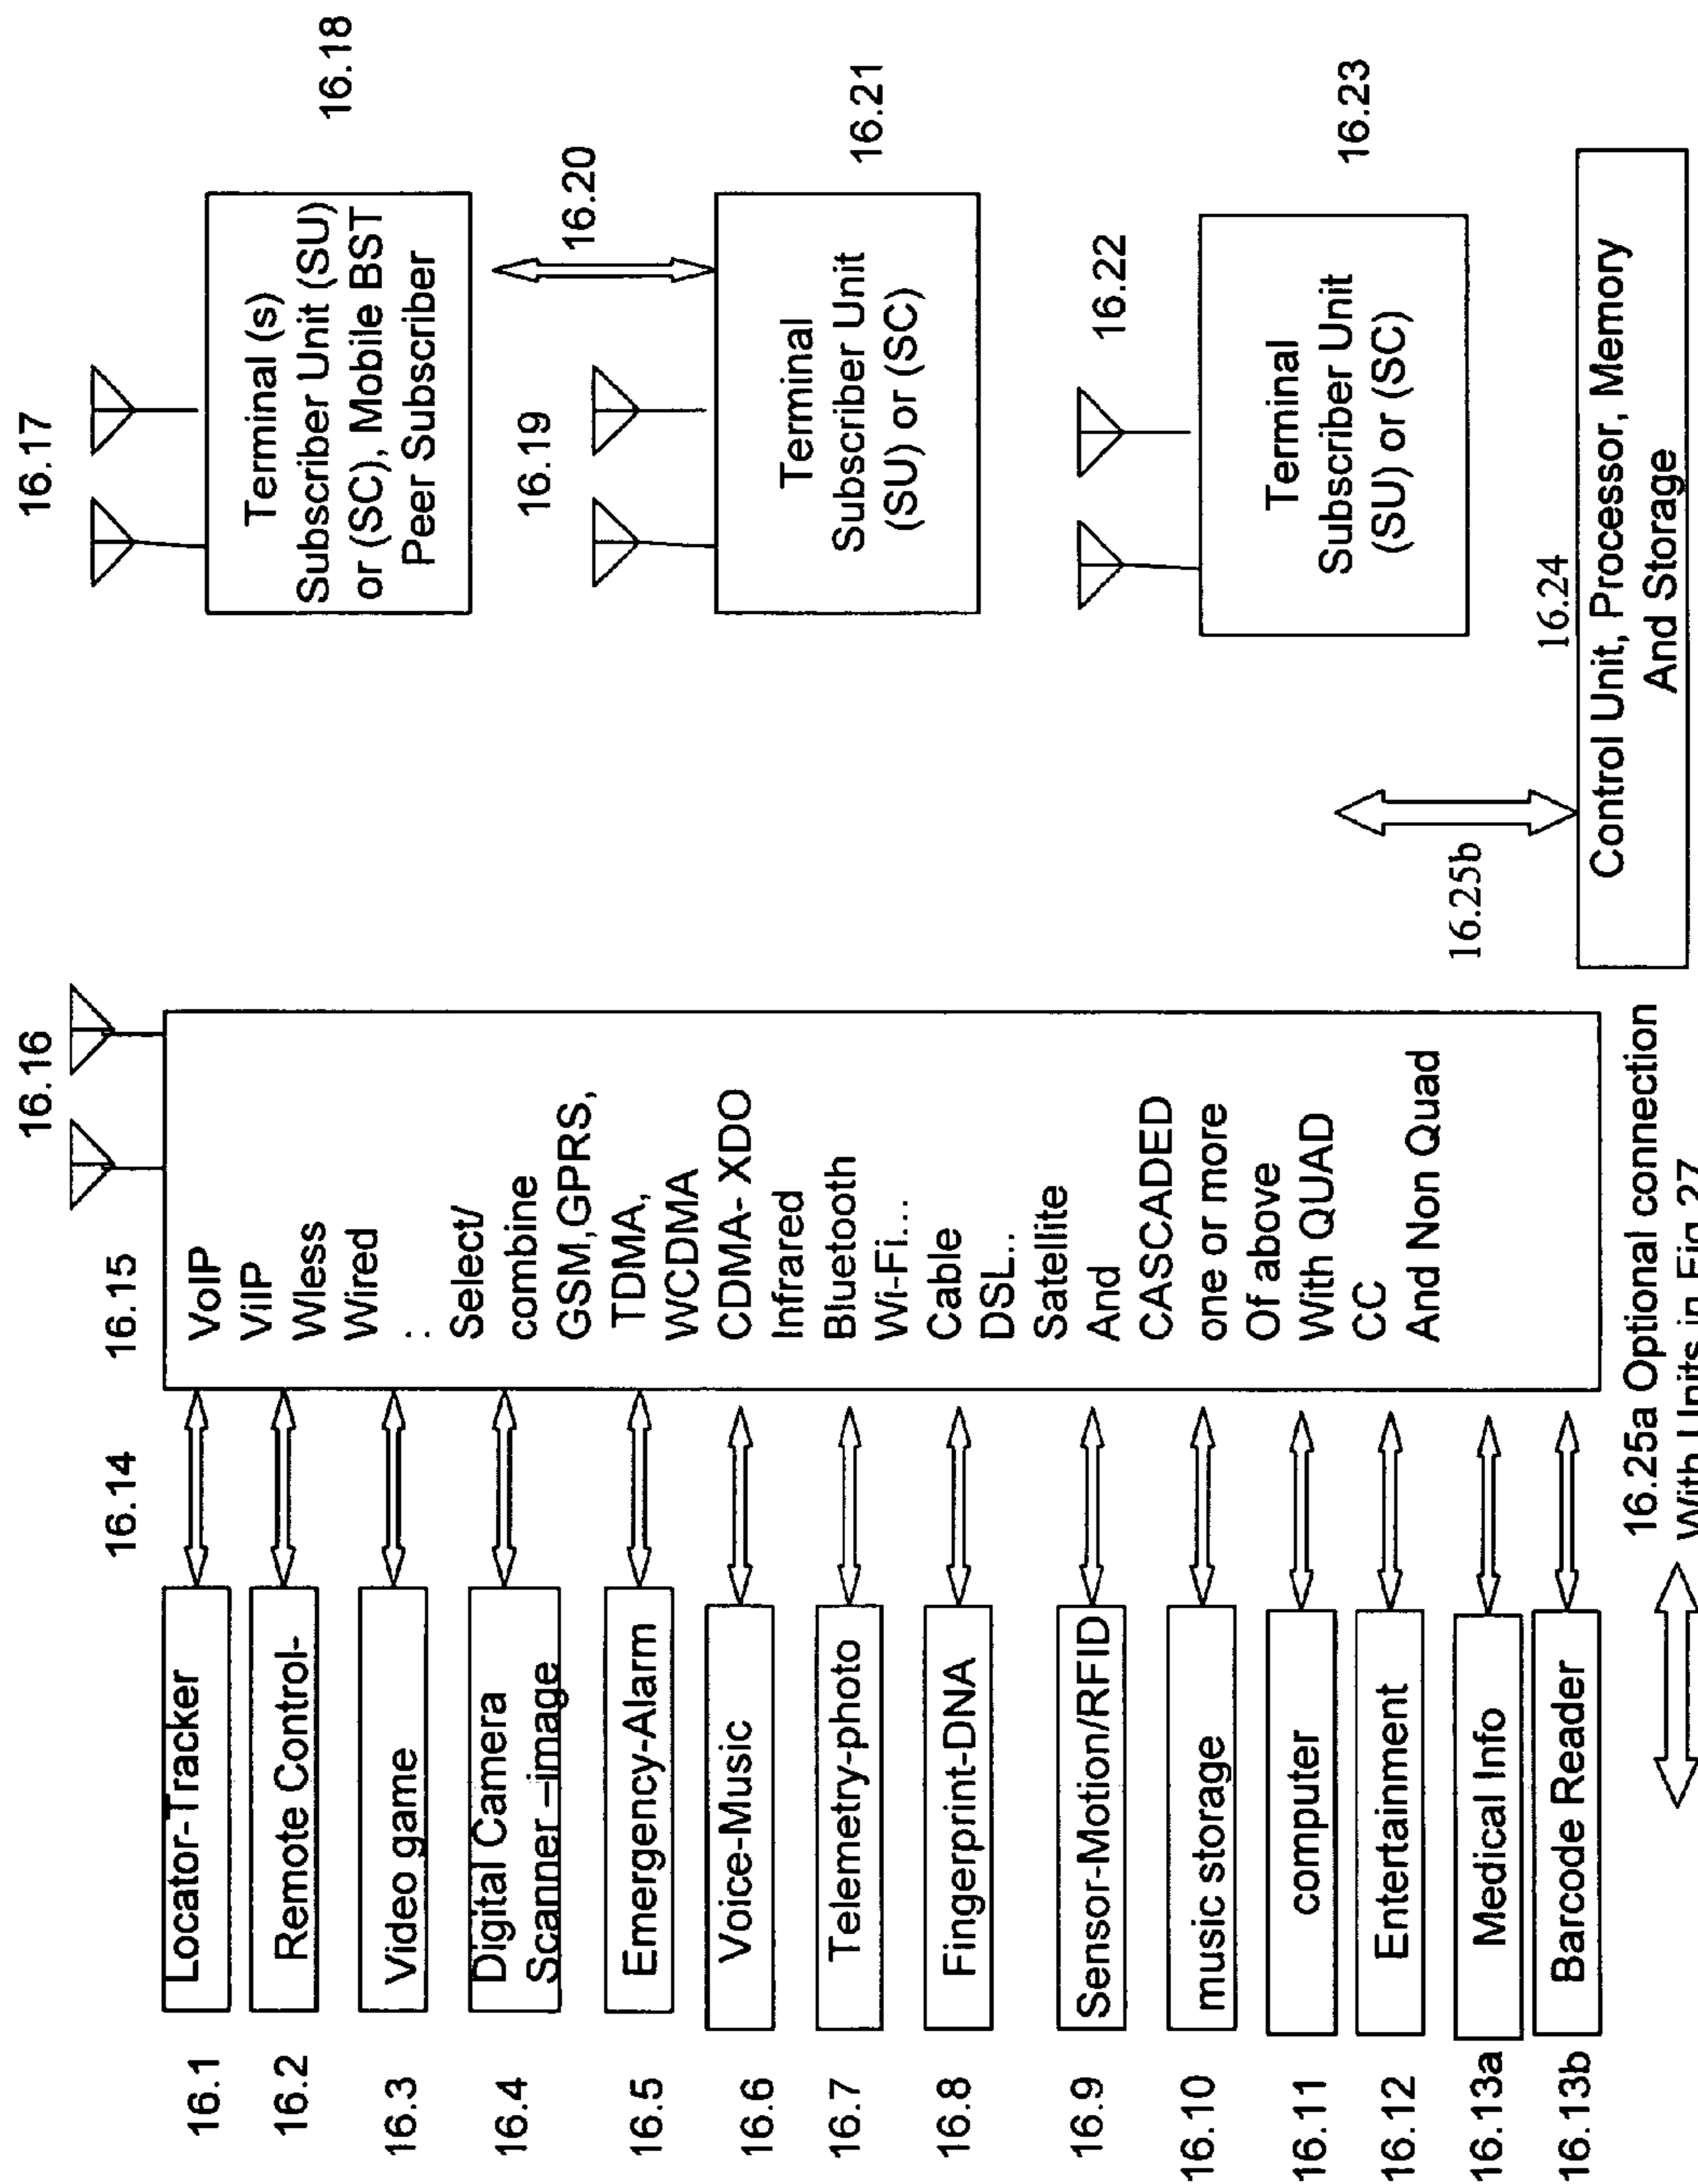 16.1
Locator-Tracker
16.2
Remote Control-
16.3
Video game
16.4
Digital Camera
Scanner –image
16.5
Emergency-Alarm
16.6
Voice-Music
16.7
Telemetry-photo
16.8
Fingerprint-DNA
16.9
Sensor-Motion/RFID
16.10
music storage
16.11
computer
16.12
Entertainment
16.13a
Medical Info
16.13b
Barcode Reader
16.14
16.15
16.16
VoIP
ViIP
Wless
Wired
:
Select/
combine
GSM,GPRS,
TDMA,
WCDMA
CDMA- XDO
Infrared
Bluetooth
Wi-Fi...
Cable
DSL..
Satellite
And
CASCADED
one or more
Of above
With QUAD
CC
And Non Quad
16.25a Optional connection
With Units in Fig 27
16.17
16.18
Terminal (s)
Subscriber Unit (SU)
or (SC), Mobile BST
Peer Subscriber
16.20
16.19
16.21
Terminal
Subscriber Unit
(SU) or (SC)
16.22
16.23
Terminal
Subscriber Unit
(SU) or (SC)
16.24
16.25b
Control Unit, Processor, Memory
And Storage